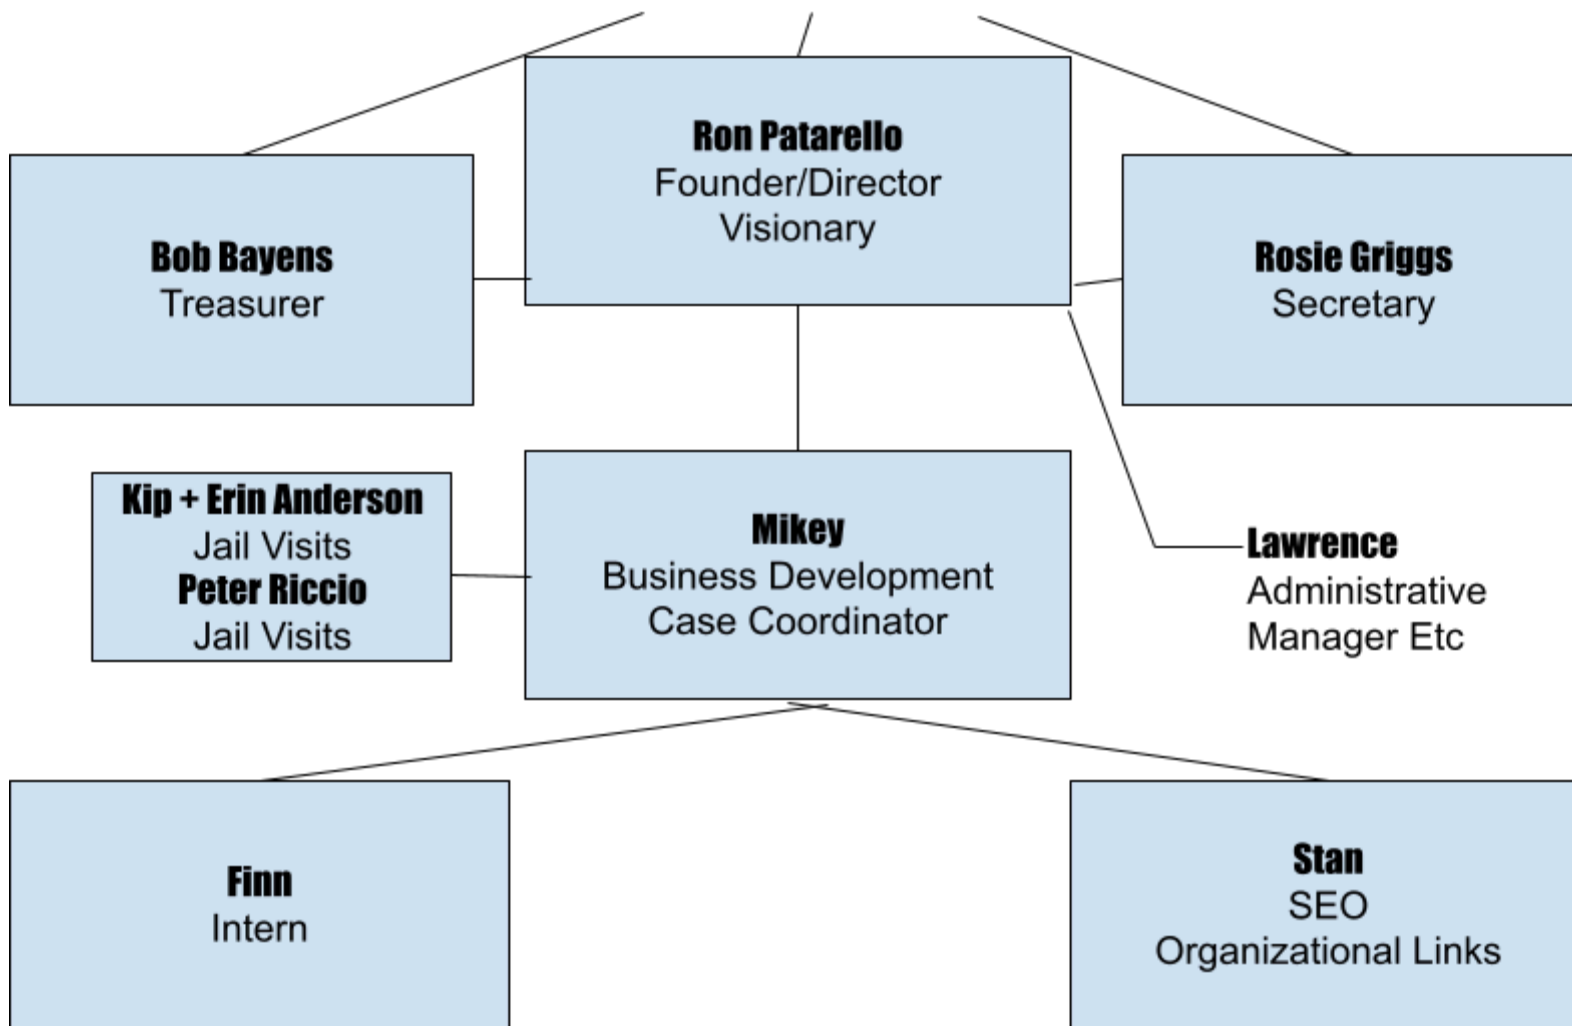 Ron Patarello
Founder/Director
Visionary
Bob Bayens
Treasurer
Rosie Griggs
Secretary
Kip + Erin Anderson
Jail Visits
Peter Riccio
Jail Visits
Mikey
Business Development
Case Coordinator
Lawrence
Administrative
Manager Etc
Finn
Intern
Stan
SEO
Organizational Links